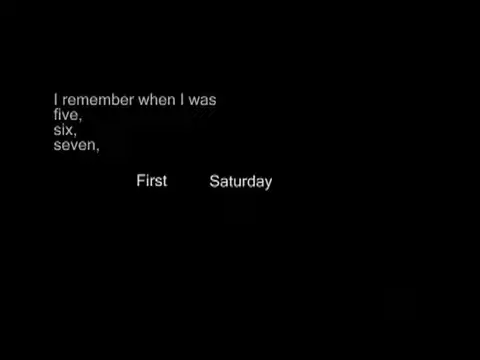 I remember when I was
five,
six,
seven,
First Saturday